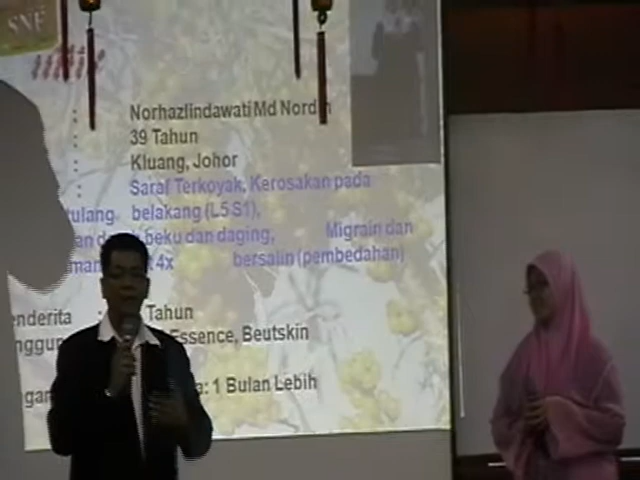 SNE
: Norhazlindawati Md Nordin
: 39 Tahun
: Kluang, Johor
: Saraf Terkoyak, Kerosakan pada
tulang belakang (L5 S1),
beku dan daging, Migrain dan
4x bersalin (pembedahan)
enderita : Tahun
nggun Essence, Beutskin
a: 1 Bulan Lebih